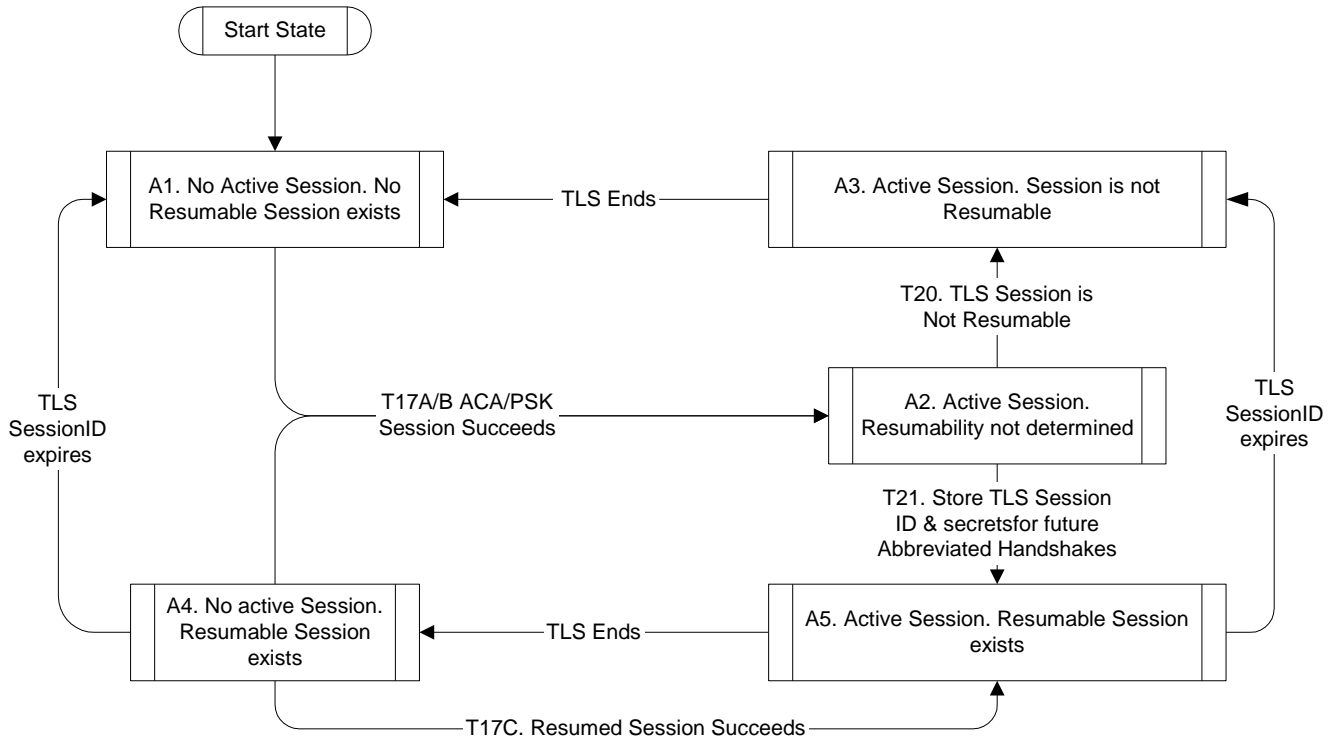 Start State
A1. No Active Session. No
Resumable Session exists
TLS Ends
A3. Active Session. Session is not
Resumable
T20. TLS Session is
Not Resumable
TLS
SessionID
expires
T17A/B ACA/PSK
Session Succeeds
A2. Active Session.
Resumability not determined
TLS
SessionID
expires
T21. Store TLS Session
ID & secretsfor future
Abbreviated Handshakes
A4. No active Session.
Resumable Session
exists
TLS Ends
A5. Active Session. Resumable Session
exists
T17C. Resumed Session Succeeds